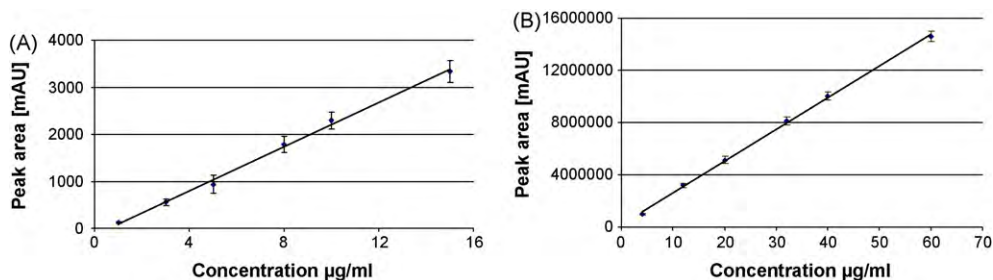 (A)
Peak area [mAU]
4000
3000
2000
1000
0
0 4 8 12 16
Concentration µg/ml
(B)
Peak area [mAU]
16000000
12000000
8000000
4000000
0
0 10 20 30 40 50 60 70
Concentration µg/ml